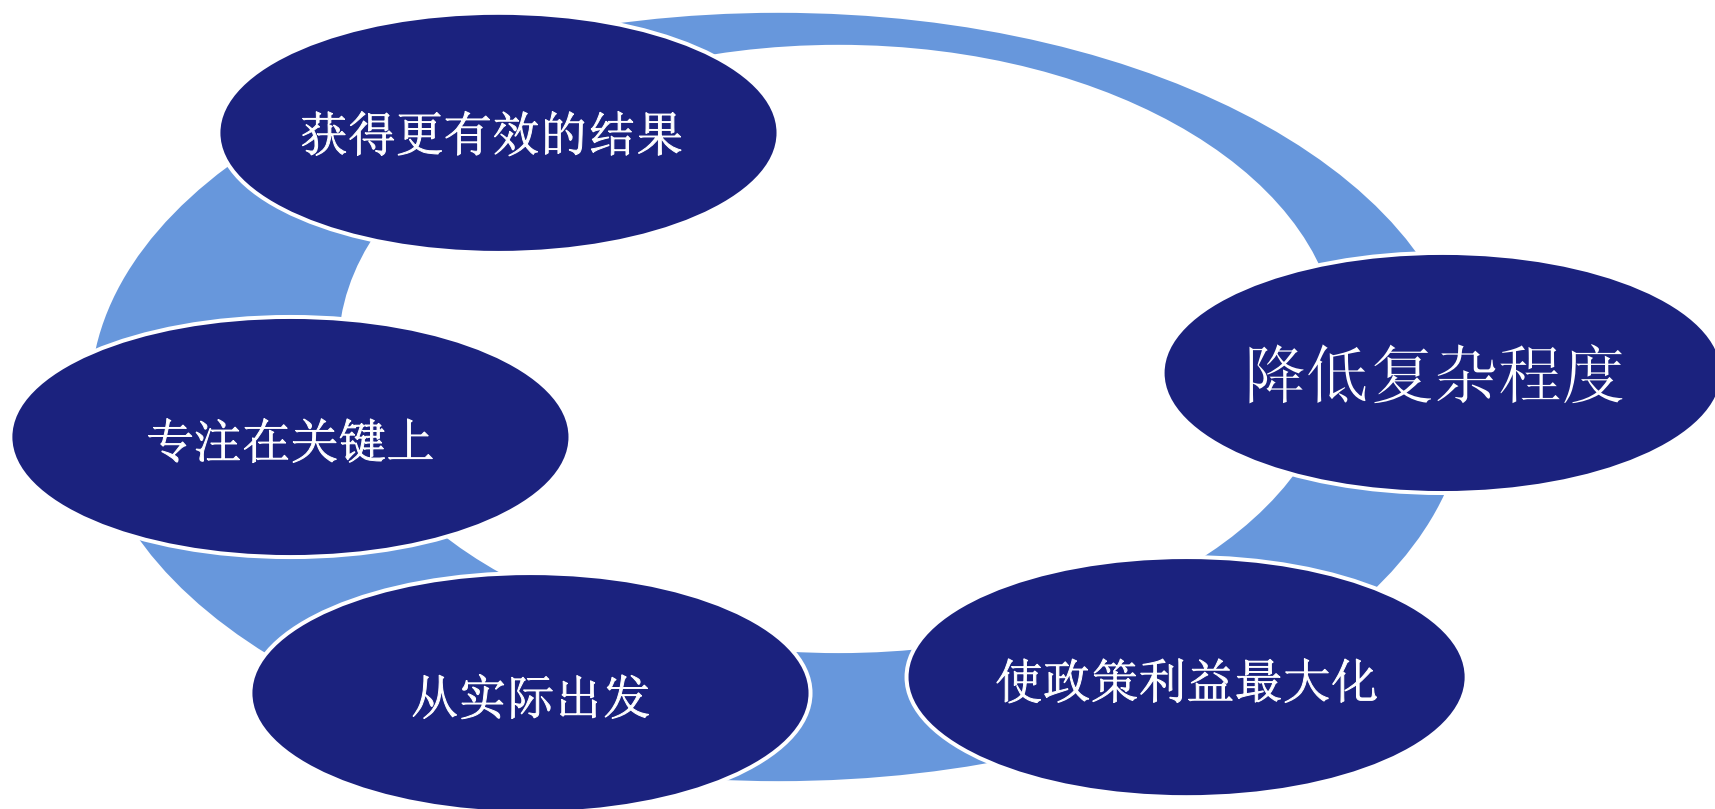 获得更有效的结果
降低复杂程度
专注在关键上
使政策利益最大化
从实际出发